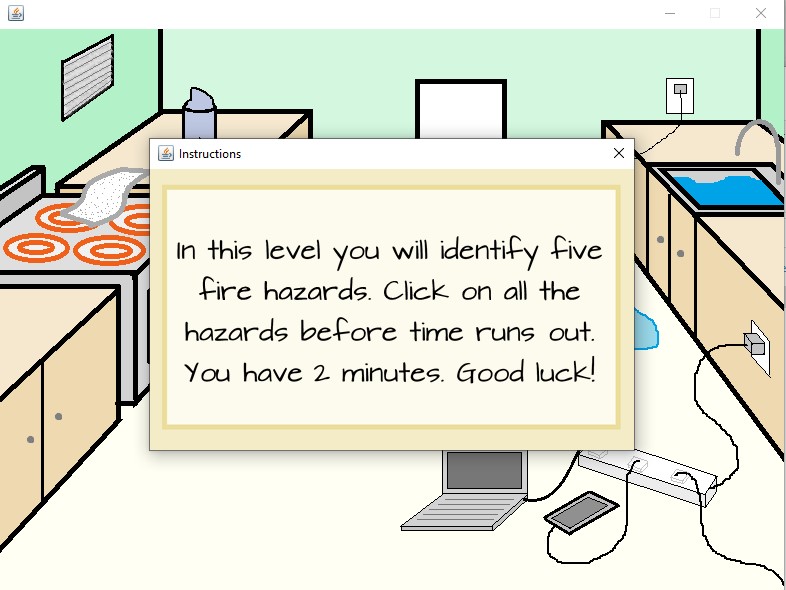 Instructions
In this level you will identify five
fire hazards. Click on all the
hazards before time runs out.
You have 2 minutes. Good luck!